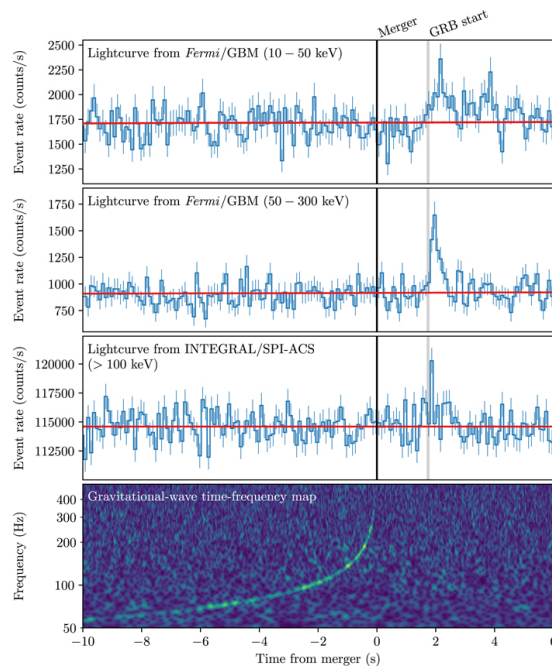 Merger
GRB start
Lightcurve from Fermi/GBM (10 − 50 keV)
Event rate (counts/s)
2500
2250
2000
1750
1500
1250
Lightcurve from Fermi/GBM (50 − 300 keV)
Event rate (counts/s)
1750
1500
1250
1000
750
Lightcurve from INTEGRAL/SPI-ACS
(> 100 keV)
Event rate (counts/s)
120000
117500
115000
112500
Gravitational-wave time-frequency map
Frequency (Hz)
400
300
200
100
50
−10 −8 −6 −4 −2 0 2 4 6
Time from merger (s)